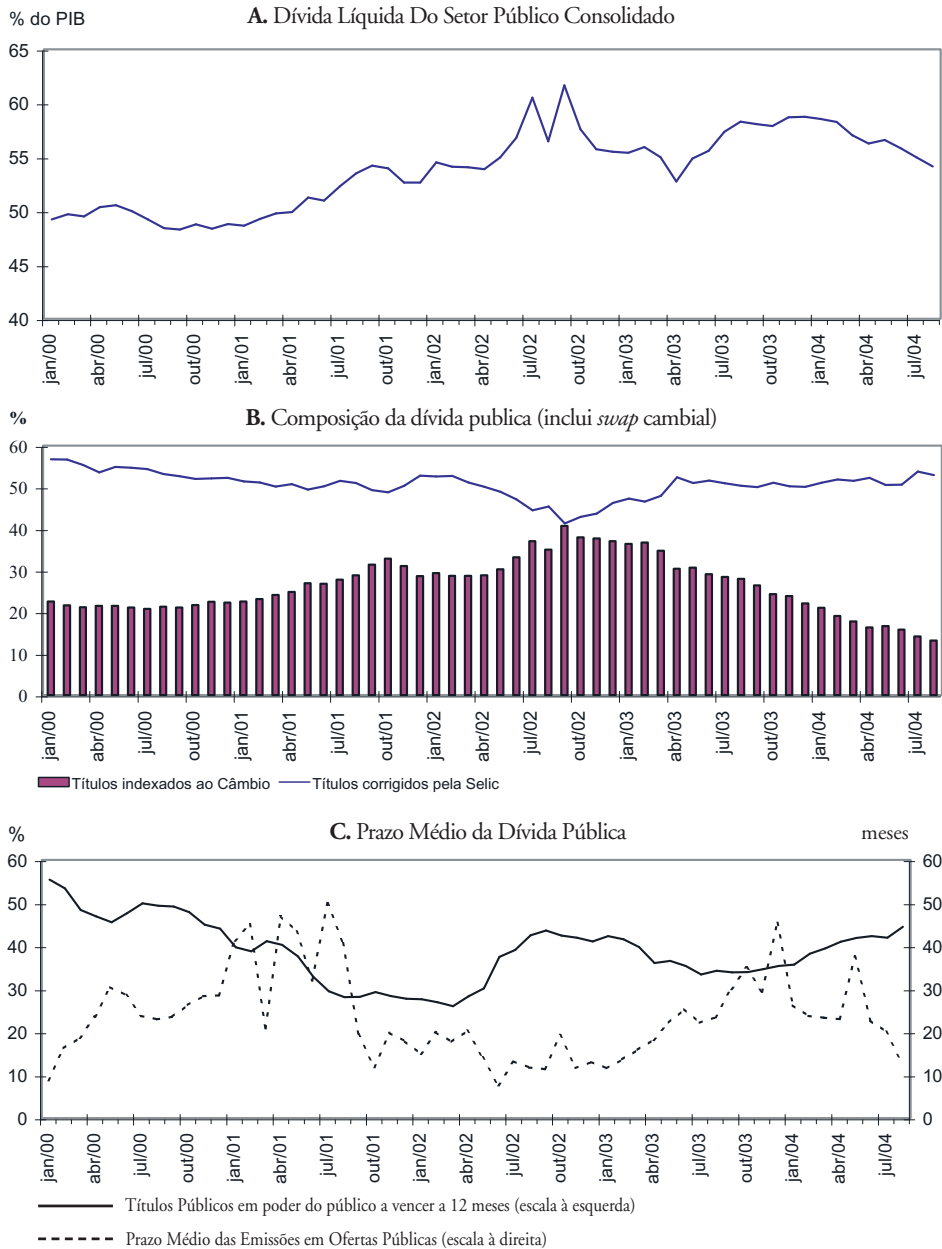 % do PIB
A. Dívida Líquida Do Setor Público Consolidado
65
60
55
50
45
40
jan/00
abr/00
jul/00
out/00
jan/01
abr/01
jul/01
out/01
jan/02
abr/02
jul/02
out/02
jan/03
abr/03
jul/03
out/03
jan/04
abr/04
jul/04
%
B. Composição da dívida publica (inclui swap cambial)
60
50
40
30
20
10
0
jan/00
abr/00
jul/00
out/00
jan/01
abr/01
jul/01
out/01
jan/02
abr/02
jul/02
out/02
jan/03
abr/03
jul/03
out/03
jan/04
abr/04
jul/04
Títulos indexados ao Câmbio
Títulos corrigidos pela Selic
%
C. Prazo Médio da Dívida Pública
meses
60
50
40
30
20
10
0
60
50
40
30
20
10
0
jan/00
abr/00
jul/00
out/00
jan/01
abr/01
jul/01
out/01
jan/02
abr/02
jul/02
out/02
jan/03
abr/03
jul/03
out/03
jan/04
abr/04
jul/04
Títulos Públicos em poder do público a vencer a 12 meses (escala à esquerda)
Prazo Médio das Emissões em Ofertas Públicas (escala à direita)